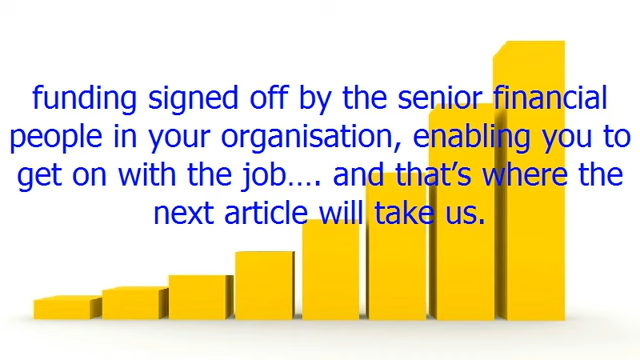 funding signed off by the senior financial
people in your organisation, enabling you to
get on with the job…. and that’s where the
next article will take us.